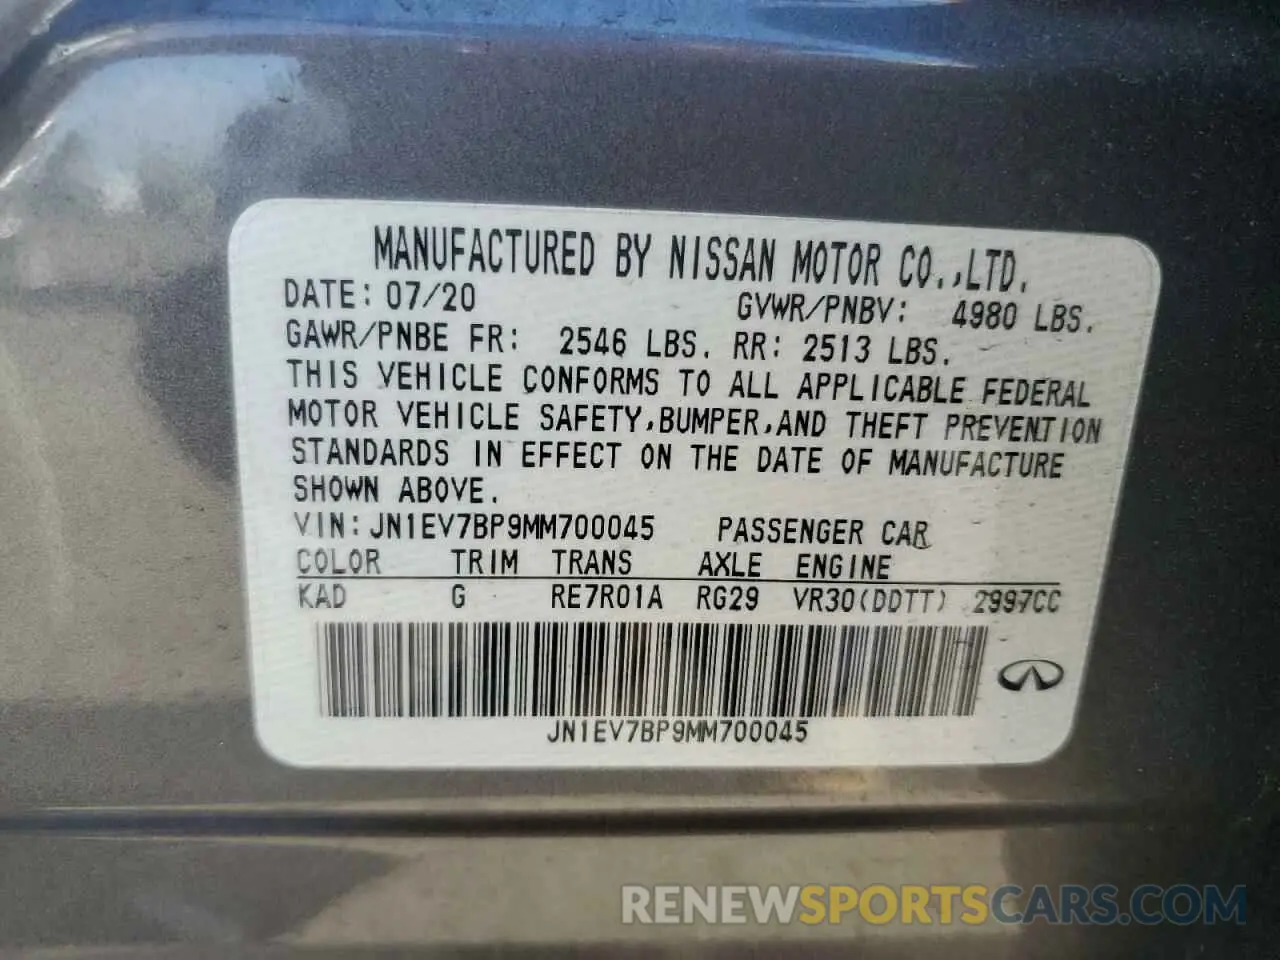 MANUFACTURED BY NISSAN MOTOR CO.,LTD.
DATE: 07/20 GVWR/PNBV: 4980 LBS.
GAWR/PNBE FR: 2546 LBS. RR: 2513 LBS.
THIS VEHICLE CONFORMS TO ALL APPLICABLE FEDERAL
MOTOR VEHICLE SAFETY,BUMPER,AND THEFT PREVENTION
STANDARDS IN EFFECT ON THE DATE OF MANUFACTURE
SHOWN ABOVE.
VIN: JN1EV7BP9MM700045 PASSENGER CAR
COLOR TRIM TRANS AXLE ENGINE
KAD G RE7R01A RG29 VR30(DDTT) 2997CC
JN1EV7BP9MM700045
RENEWSPORTSCARS.COM